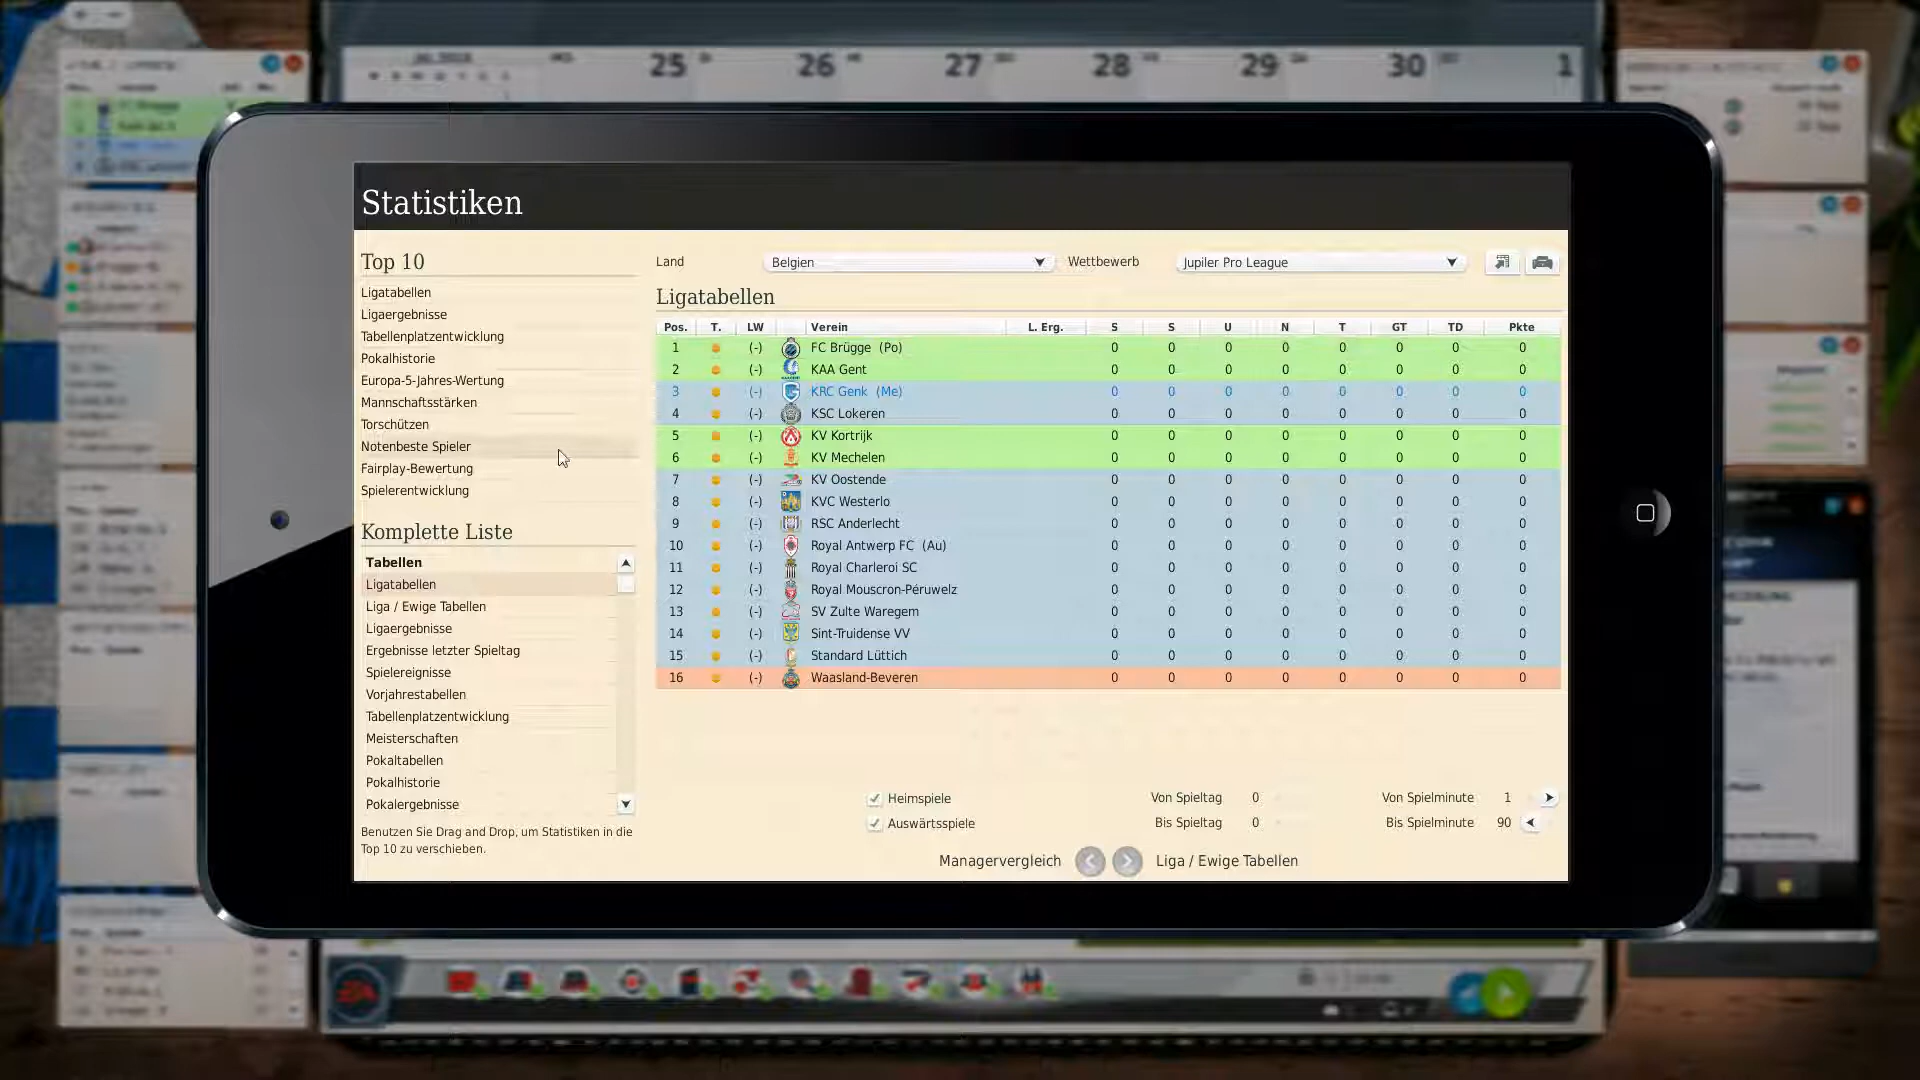 25
26
27
28
29
30
1
Statistiken
Top 10
Ligatabellen
Ligaergebnisse
Tabellenplatzentwicklung
Pokalhistorie
Europa-5-Jahres-Wertung
Mannschaftsstärken
Torschützen
Notenbeste Spieler
Fairplay-Bewertung
Spielerentwicklung
Komplette Liste
Tabellen
Ligatabellen
Liga / Ewige Tabellen
Ligaergebnisse
Ergebnisse letzter Spieltag
Spielereignisse
Vorjahrestabellen
Tabellenplatzentwicklung
Meisterschaften
Pokaltabellen
Pokalhistorie
Pokalergebnisse
Benutzen Sie Drag and Drop, um Statistiken in die
Top 10 zu verschieben.
Land Belgien Wettbewerb Jupiler Pro League
Ligatabellen
Pos. T. LW Verein L. Erg. S S U N T GT TD Pkte
1 (-) FC Brügge (Po) 0 0 0 0 0 0 0 0
2 (-) KAA Gent 0 0 0 0 0 0 0 0
3 (-) KRC Genk (Me) 0 0 0 0 0 0 0 0
4 (-) KSC Lokeren 0 0 0 0 0 0 0 0
5 (-) KV Kortrijk 0 0 0 0 0 0 0 0
6 (-) KV Mechelen 0 0 0 0 0 0 0 0
7 (-) KV Oostende 0 0 0 0 0 0 0 0
8 (-) KVC Westerlo 0 0 0 0 0 0 0 0
9 (-) RSC Anderlecht 0 0 0 0 0 0 0 0
10 (-) Royal Antwerp FC (Au) 0 0 0 0 0 0 0 0
11 (-) Royal Charleroi SC 0 0 0 0 0 0 0 0
12 (-) Royal Mouscron-Péruwelz 0 0 0 0 0 0 0 0
13 (-) SV Zulte Waregem 0 0 0 0 0 0 0 0
14 (-) Sint-Truidense VV 0 0 0 0 0 0 0 0
15 (-) Standard Lüttich 0 0 0 0 0 0 0 0
16 (-) Waasland-Beveren 0 0 0 0 0 0 0 0
Heimspiele Von Spieltag 0 Von Spielminute 1
Auswärtsspiele Bis Spieltag 0 Bis Spielminute 90
Managervergleich Liga / Ewige Tabellen
EA